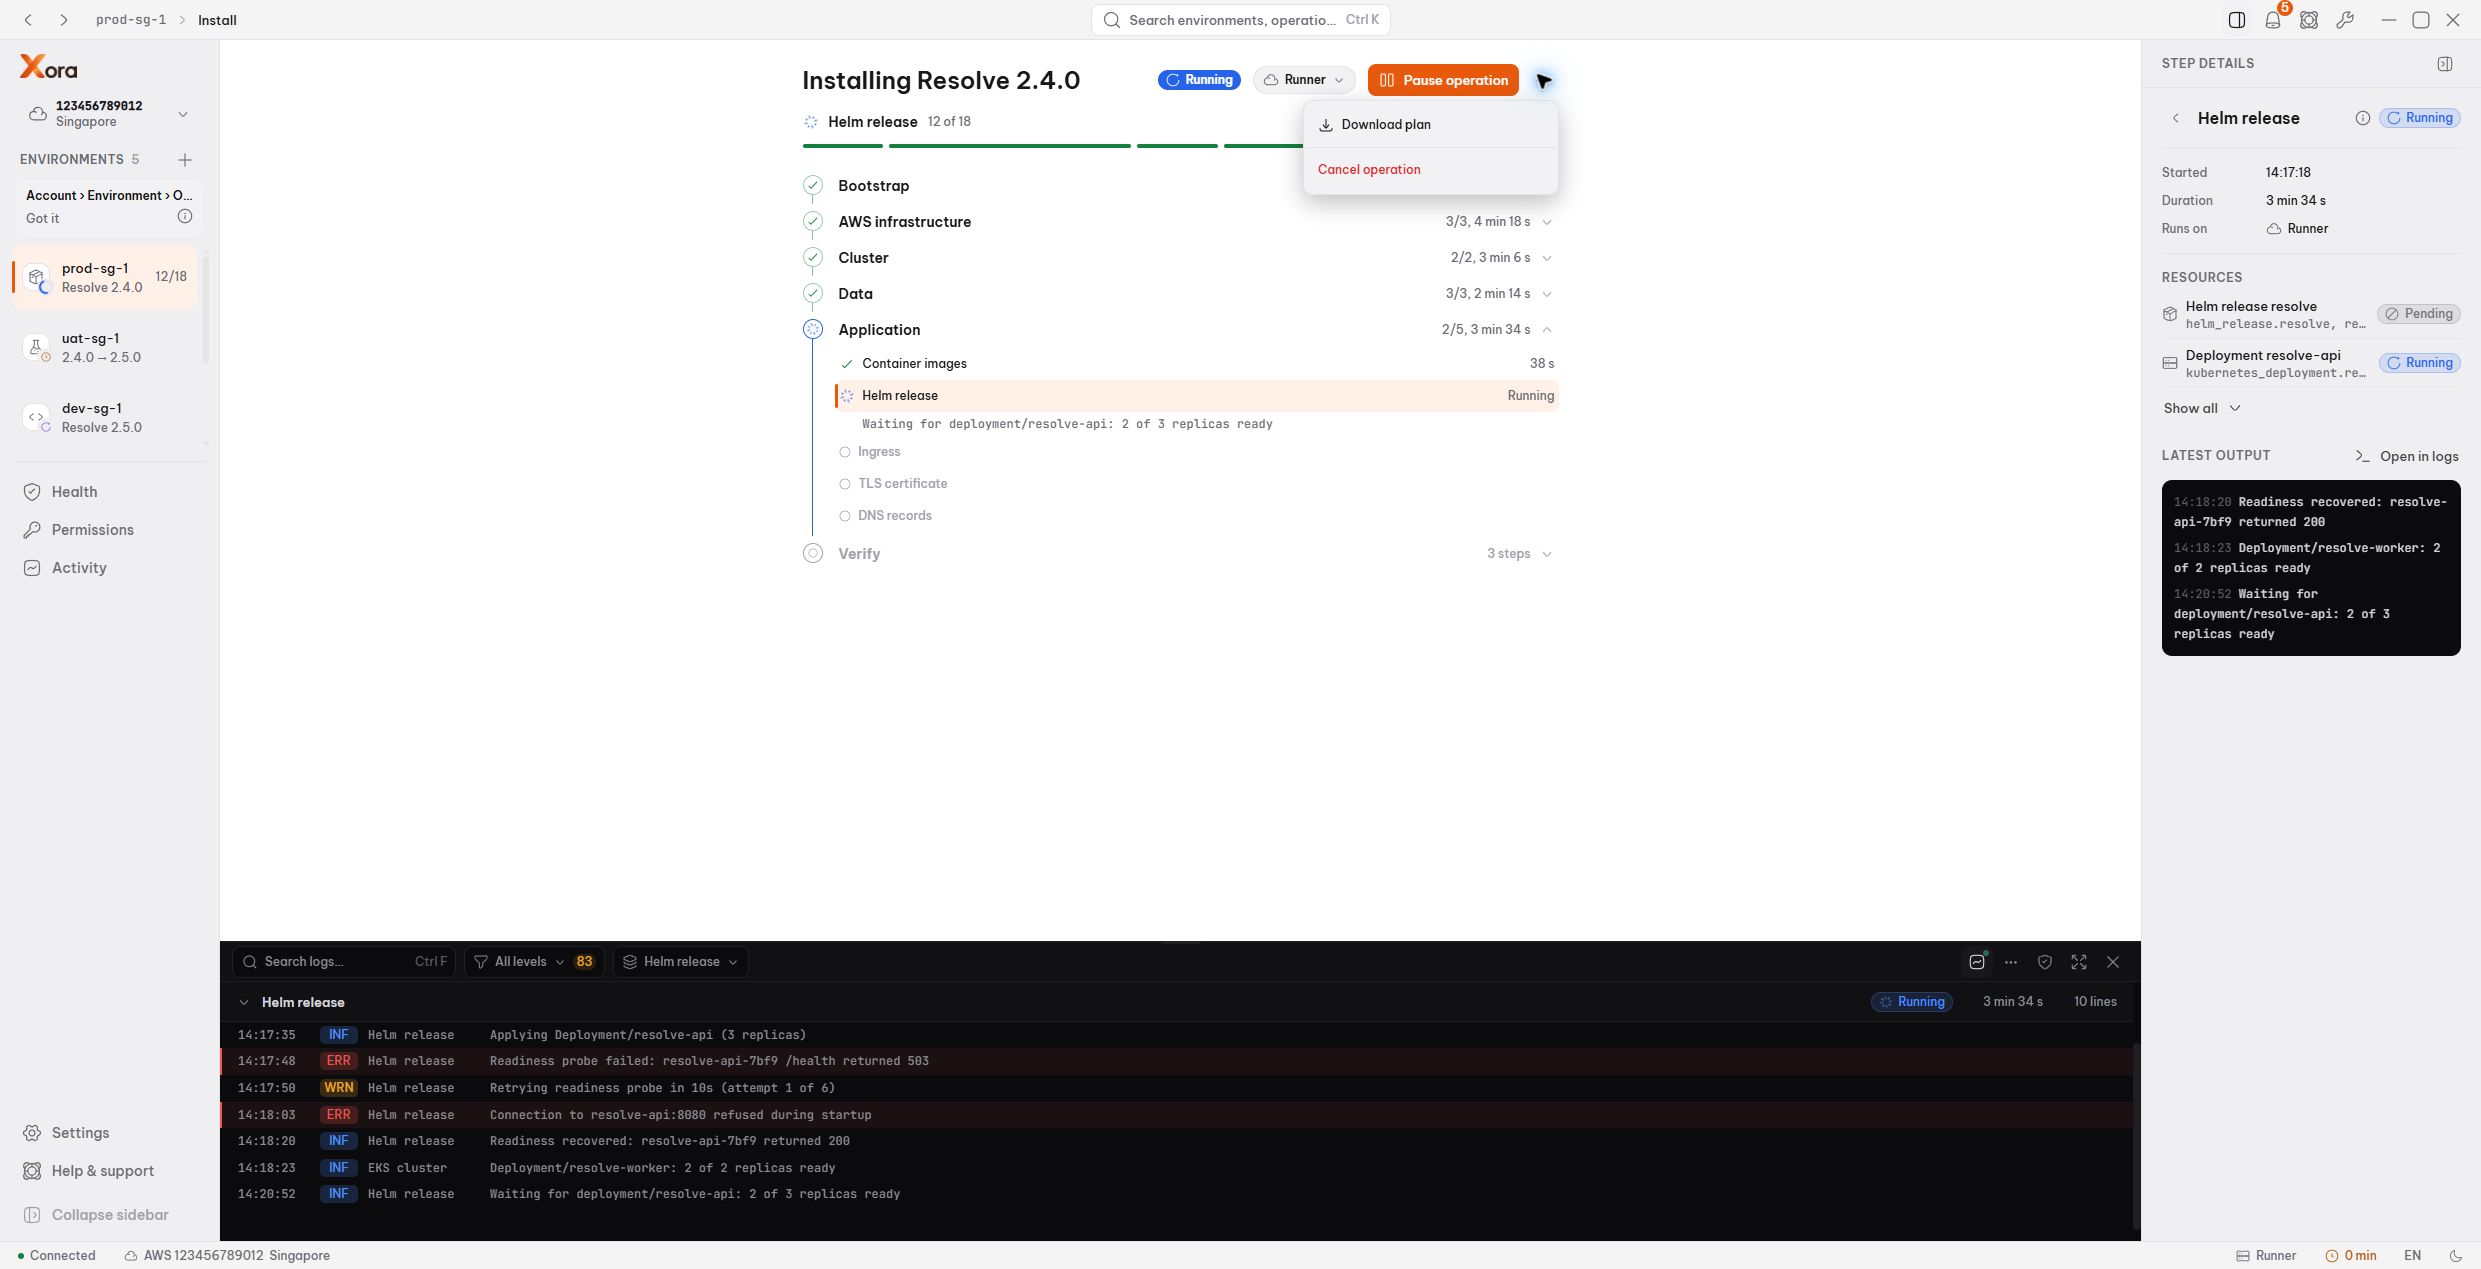 prod-sg-1 > Install
Search environments, operatio... Ctrl K
5
Xora
123456789012
Singapore
ENVIRONMENTS 5
Account › Environment › O...
Got it
prod-sg-1
Resolve 2.4.0
12/18
uat-sg-1
2.4.0 → 2.5.0
dev-sg-1
Resolve 2.5.0
Health
Permissions
Activity
Settings
Help & support
Collapse sidebar
Installing Resolve 2.4.0
Running
Runner
Pause operation
Helm release 12 of 18
Download plan
Cancel operation
Bootstrap
AWS infrastructure 3/3, 4 min 18 s
Cluster 2/2, 3 min 6 s
Data 3/3, 2 min 14 s
Application 2/5, 3 min 34 s
Container images 38 s
Helm release Running
Waiting for deployment/resolve-api: 2 of 3 replicas ready
Ingress
TLS certificate
DNS records
Verify 3 steps
Search logs... Ctrl F
All levels 83
Helm release
Helm release Running 3 min 34 s 10 lines
14:17:35 INF Helm release Applying Deployment/resolve-api (3 replicas)
14:17:48 ERR Helm release Readiness probe failed: resolve-api-7bf9 /health returned 503
14:17:50 WRN Helm release Retrying readiness probe in 10s (attempt 1 of 6)
14:18:03 ERR Helm release Connection to resolve-api:8080 refused during startup
14:18:20 INF Helm release Readiness recovered: resolve-api-7bf9 returned 200
14:18:23 INF EKS cluster Deployment/resolve-worker: 2 of 2 replicas ready
14:20:52 INF Helm release Waiting for deployment/resolve-api: 2 of 3 replicas ready
STEP DETAILS
Helm release Running
Started 14:17:18
Duration 3 min 34 s
Runs on Runner
RESOURCES
Helm release resolve
helm_release.resolve, re...
Pending
Deployment resolve-api
kubernetes_deployment.re...
Running
Show all
LATEST OUTPUT Open in logs
14:18:20 Readiness recovered: resolve-
api-7bf9 returned 200
14:18:23 Deployment/resolve-worker: 2
of 2 replicas ready
14:20:52 Waiting for
deployment/resolve-api: 2 of 3
replicas ready
Connected AWS 123456789012 Singapore
Runner 0 min EN